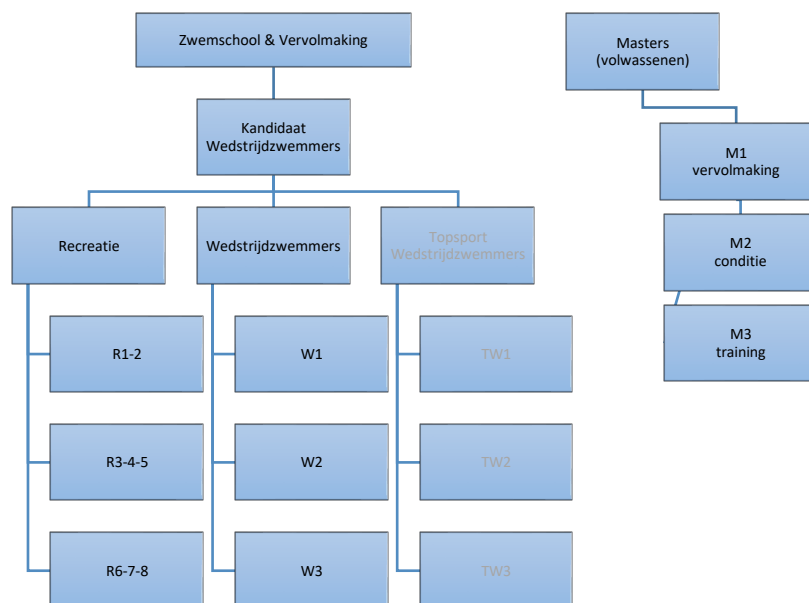 Zwemschool & Vervolmaking
Kandidaat
Wedstrijdzwemmers
Recreatie
R1-2
R3-4-5
R6-7-8
Wedstrijdzwemmers
W1
W2
W3
Topsport
Wedstrijdzwemmers
TW1
TW2
TW3
Masters
(volwassenen)
M1
vervolmaking
M2
conditie
M3
training